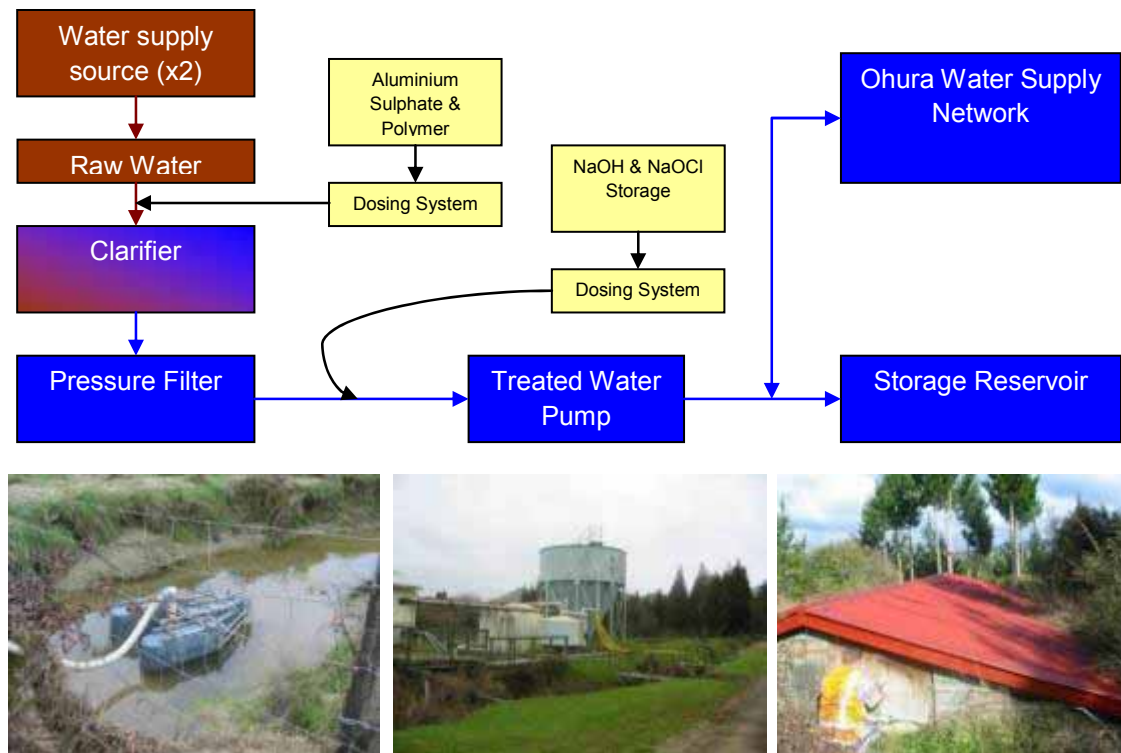 Water supply
source (x2)
Raw Water
Clarifier
Pressure Filter
Aluminium
Sulphate &
Polymer
Dosing System
NaOH & NaOCl
Storage
Dosing System
Treated Water
Pump
Ohura Water Supply
Network
Storage Reservoir